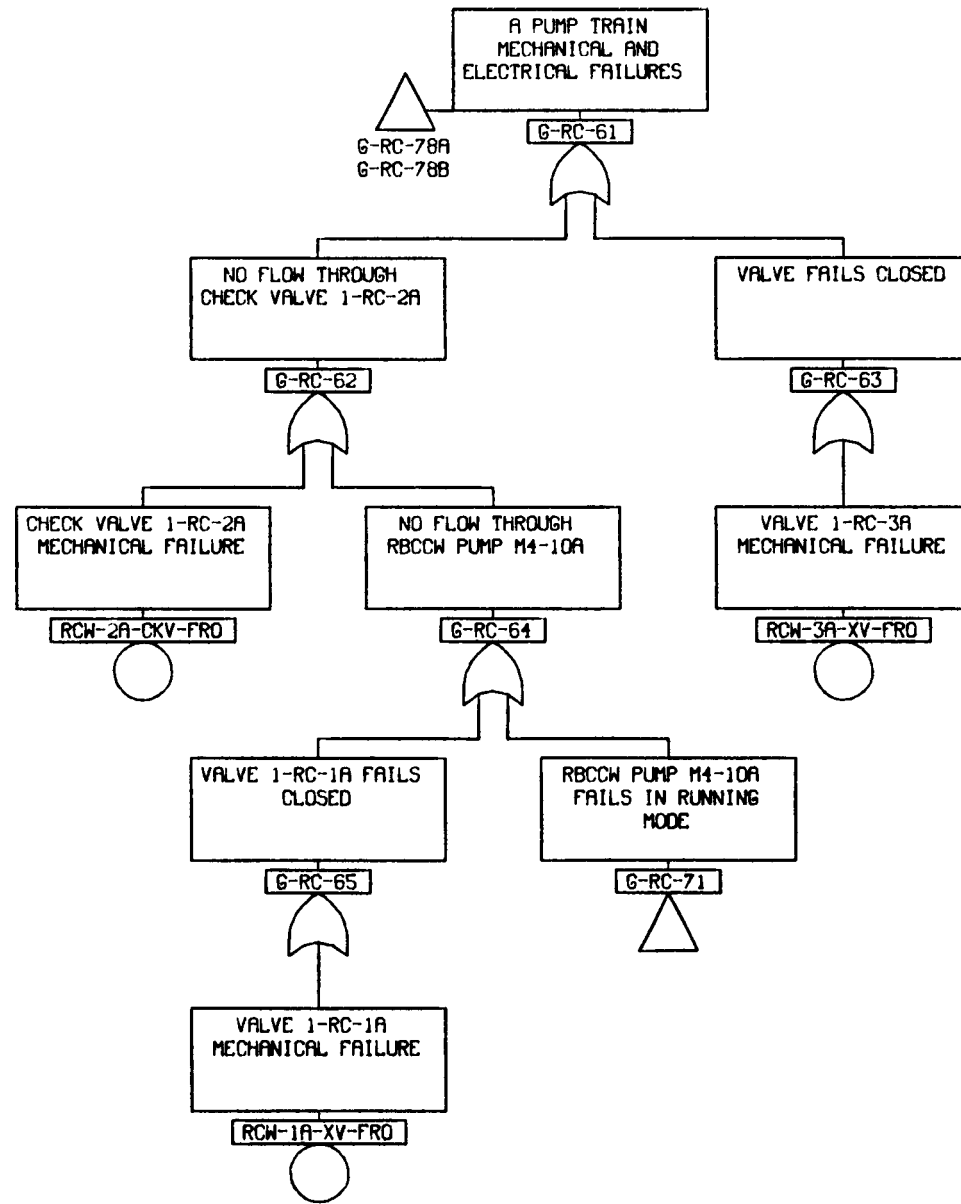 A PUMP TRAIN
MECHANICAL AND
ELECTRICAL FAILURES
G-RC-61
G-RC-78A
G-RC-78B
NO FLOW THROUGH
CHECK VALVE 1-RC-2A
G-RC-62
VALVE FAILS CLOSED
G-RC-63
CHECK VALVE 1-RC-2A
MECHANICAL FAILURE
RCW-2A-CKV-FRO
NO FLOW THROUGH
RBCCW PUMP M4-10A
G-RC-64
VALVE 1-RC-3A
MECHANICAL FAILURE
RCW-3A-XV-FRO
VALVE 1-RC-1A FAILS
CLOSED
G-RC-65
RBCCW PUMP M4-10A
FAILS IN RUNNING
MODE
G-RC-71
VALVE 1-RC-1A
MECHANICAL FAILURE
RCW-1A-XV-FRO